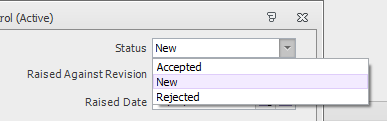 rol (Active)
Status New
Accepted
Raised Against Revision New
Rejected
Raised Date